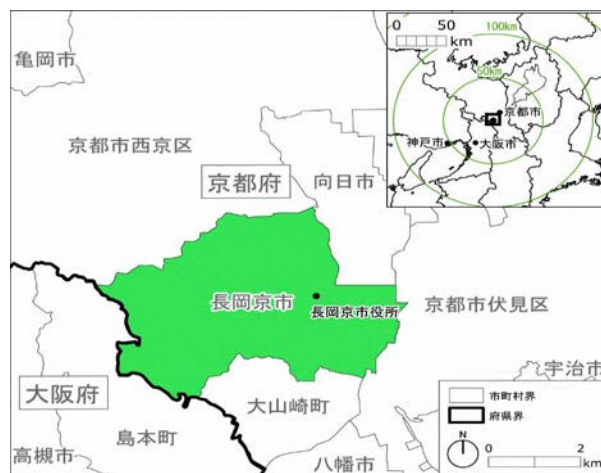 亀岡市
京都市西京区
京都府
向日市
長岡京市
長岡京市役所
京都市伏見区
宇治市
大阪府
大山崎町
高槻市
島本町
八幡市
0 50
km
100km
50km
京都市
神戸市
大阪市
市町村界
府県界
N
0 2
km